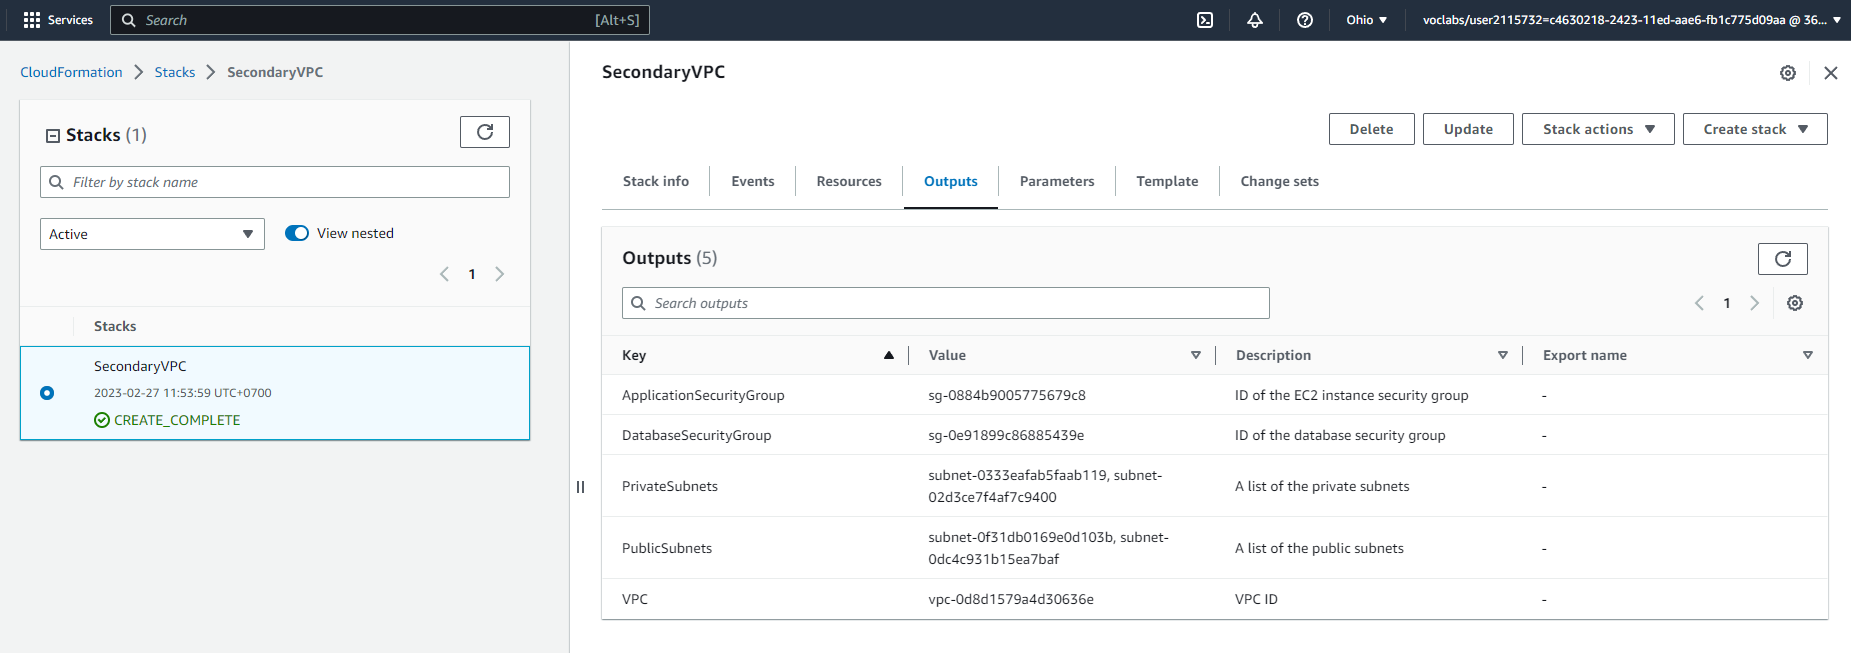 Services
Search
[Alt+S]
Ohio
voclabs/user2115732=c4630218-2423-11ed-aae6-fb1c775d09aa @ 36...
CloudFormation
Stacks
SecondaryVPC
Stacks (1)
Filter by stack name
Active
View nested
1
Stacks
SecondaryVPC
2023-02-27 11:53:59 UTC+0700
CREATE_COMPLETE
SecondaryVPC
Delete
Update
Stack actions
Create stack
Stack info
Events
Resources
Outputs
Parameters
Template
Change sets
Outputs (5)
Search outputs
1
Key
Value
Description
Export name
ApplicationSecurityGroup
sg-0884b9005775679c8
ID of the EC2 instance security group
-
DatabaseSecurityGroup
sg-0e91899c86885439e
ID of the database security group
-
PrivateSubnets
subnet-0333eafab5faab119, subnet-
02d3ce7f4af7c9400
A list of the private subnets
-
PublicSubnets
subnet-0f31db0169e0d103b, subnet-
0dc4c931b15ea7baf
A list of the public subnets
-
VPC
vpc-0d8d1579a4d30636e
VPC ID
-